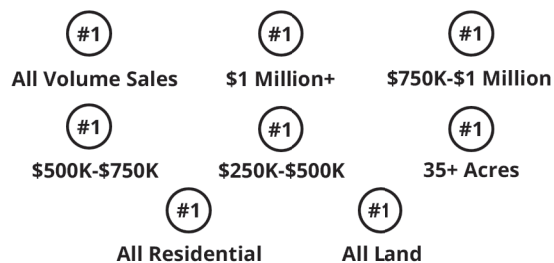 #1 #1 #1
All Volume Sales $1 Million+ $750K-$1 Million
#1 #1 #1
$500K-$750K $250K-$500K 35+ Acres
#1 #1
All Residential All Land